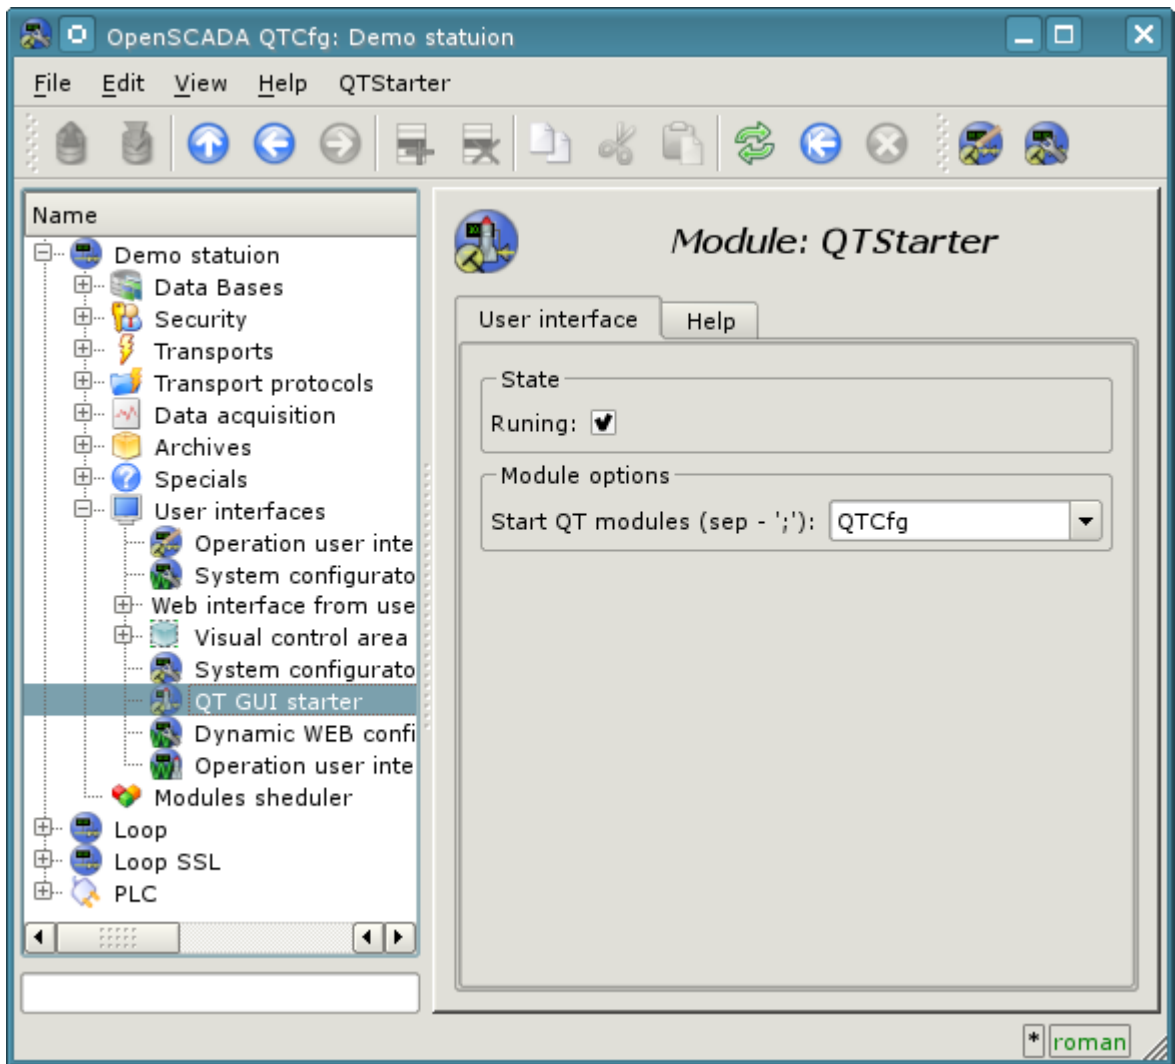 OpenSCADA QTCfg: Demo statuion
File Edit View Help QTStarter
Name
Demo statuion
Data Bases
Security
Transports
Transport protocols
Data acquisition
Archives
Specials
User interfaces
Operation user inte
System configurato
Web interface from use
Visual control area
System configurato
QT GUI starter
Dynamic WEB confi
Operation user inte
Modules sheduler
Loop
Loop SSL
PLC
Module: QTStarter
User interface Help
State
Runing:
Module options
Start QT modules (sep - ';'): QTCfg
* roman